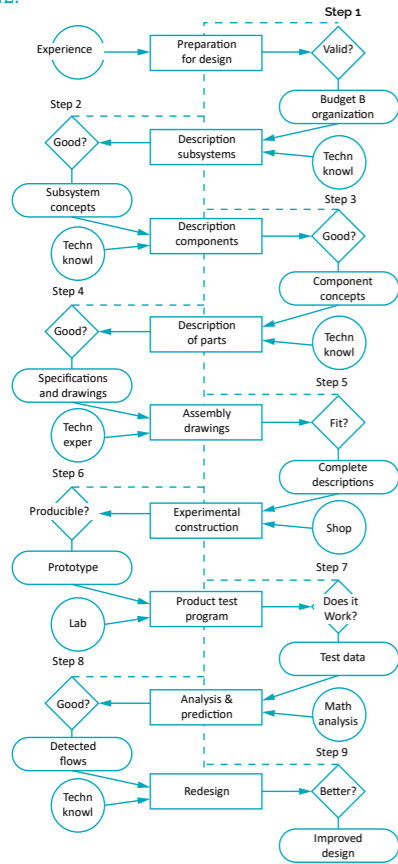 Step 1
Experience
Preparation
for design
Valid?
Budget B
organization
Step 2
Good?
Description
subsystems
Techn
knowl
Subsystem
concepts
Step 3
Techn
knowl
Description
components
Good?
Component
concepts
Step 4
Good?
Description
of parts
Techn
knowl
Specifications
and drawings
Step 5
Techn
exper
Assembly
drawings
Fit?
Complete
descriptions
Step 6
Producible?
Experimental
construction
Shop
Prototype
Step 7
Lab
Product test
program
Does it
Work?
Test data
Step 8
Good?
Analysis &
prediction
Math
analysis
Detected
flows
Step 9
Techn
knowl
Redesign
Better?
Improved
design